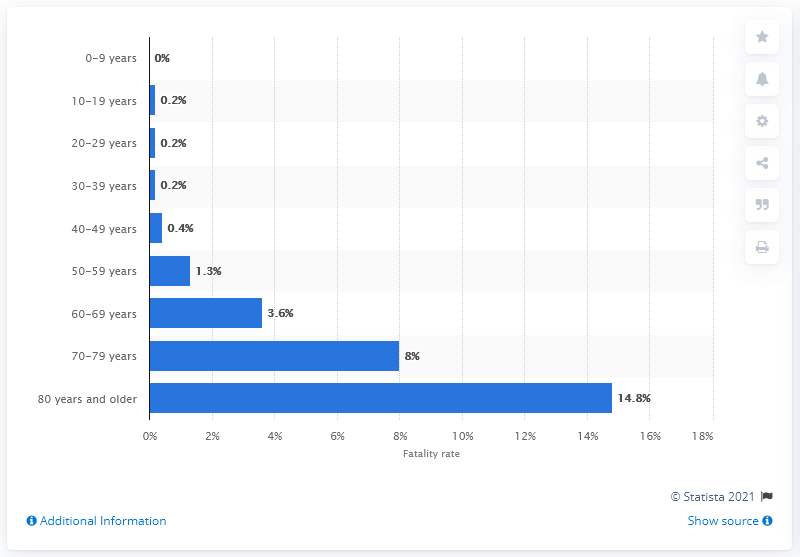 0–9 years 0%
10–19 years 0.2%
20–29 years 0.2%
30–39 years 0.2%
40–49 years 0.4%
50–59 years 1.3%
60–69 years 3.6%
70–79 years 8%
80 years and older 14.8%
0% 2% 4% 6% 8% 10% 12% 14% 16% 18%
Fatality rate
© Statista 2021
Additional Information Show source